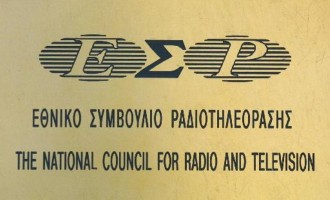 ΕΣΡ
ΕΘΝΙΚΟ ΣΥΜΒΟΥΛΙΟ ΡΑΔΙΟΤΗΛΕΟΡΑΣΗΣ
THE NATIONAL COUNCIL FOR RADIO AND TELEVISION